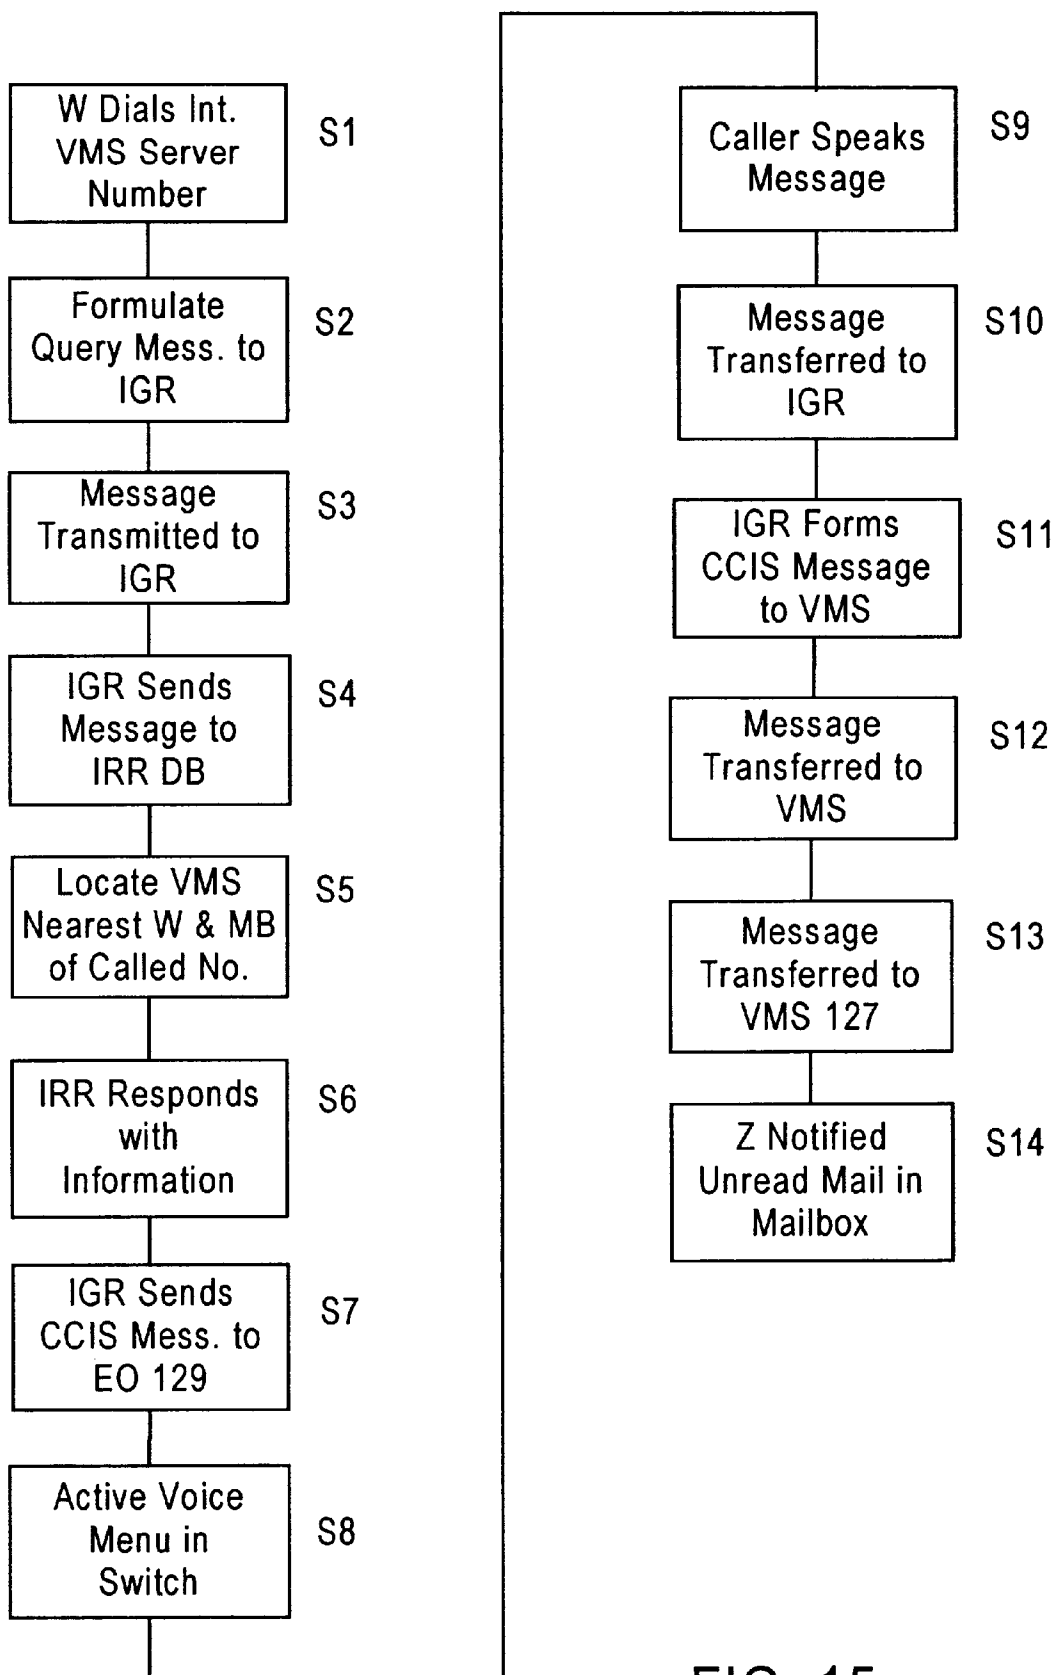 W Dials Int.
VMS Server
Number
S1
Formulate
Query Mess. to
IGR
S2
Message
Transmitted to
IGR
S3
IGR Sends
Message to
IRR DB
S4
Locate VMS
Nearest W & MB
of Called No.
S5
IRR Responds
with
Information
S6
IGR Sends
CCIS Mess. to
EO 129
S7
Active Voice
Menu in
Switch
S8
Caller Speaks
Message
S9
Message
Transferred to
IGR
S10
IGR Forms
CCIS Message
to VMS
S11
Message
Transferred to
VMS
S12
Message
Transferred to
VMS 127
S13
Z Notified
Unread Mail in
Mailbox
S14
FIG. 15